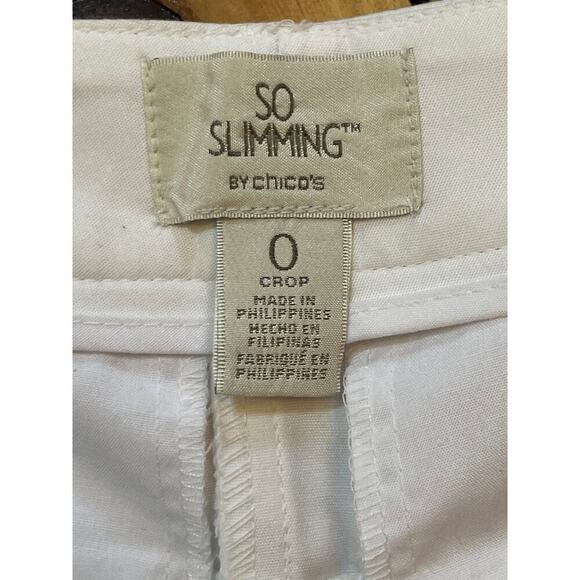 SO
SLIMMING™
BY chico's
0
CROP
MADE IN
PHILIPPINES
HECHO EN
FILIPINAS
FABRIQUÉ EN
PHILIPPINES